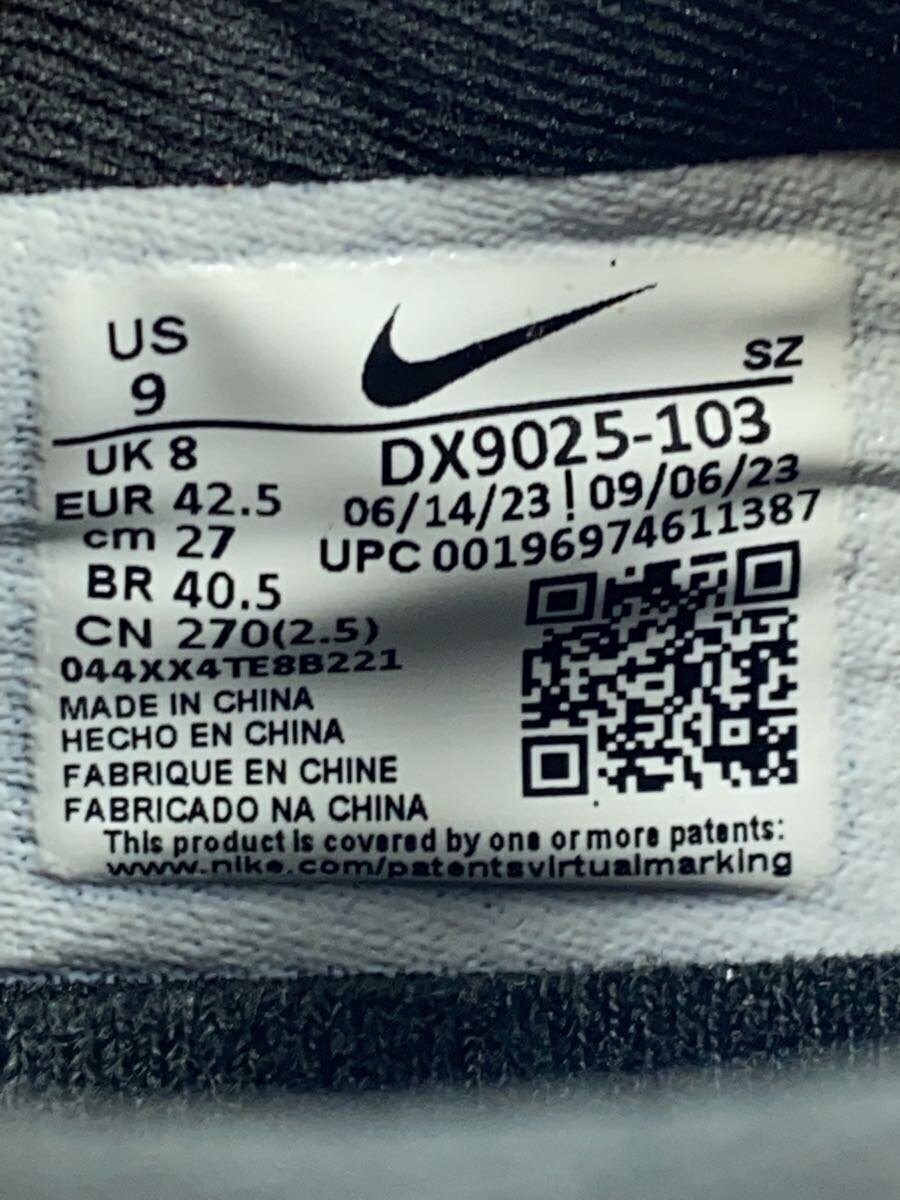 US
9
SZ
UK 8
EUR 42.5
cm 27
BR 40.5
CN 270(2.5)
DX9025-103
06/14/23 | 09/06/23
UPC 00196974611387
044XX4TE8B221
MADE IN CHINA
HECHO EN CHINA
FABRIQUE EN CHINE
FABRICADO NA CHINA
This product is covered by one or more patents:
www.nike.com/patentsvirtualmarking